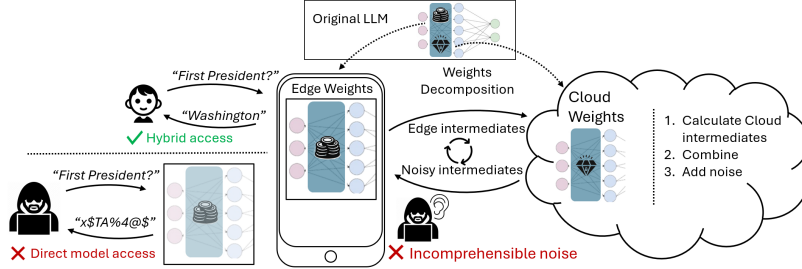 Original LLM
Weights
Decomposition
“First President?”
“Washington”
Hybrid access
Edge Weights
Edge intermediates
Noisy intermediates
Cloud
Weights
1. Calculate Cloud
intermediates
2. Combine
3. Add noise
“First President?”
“x$TA%4@$”
Direct model access
Incomprehensible noise